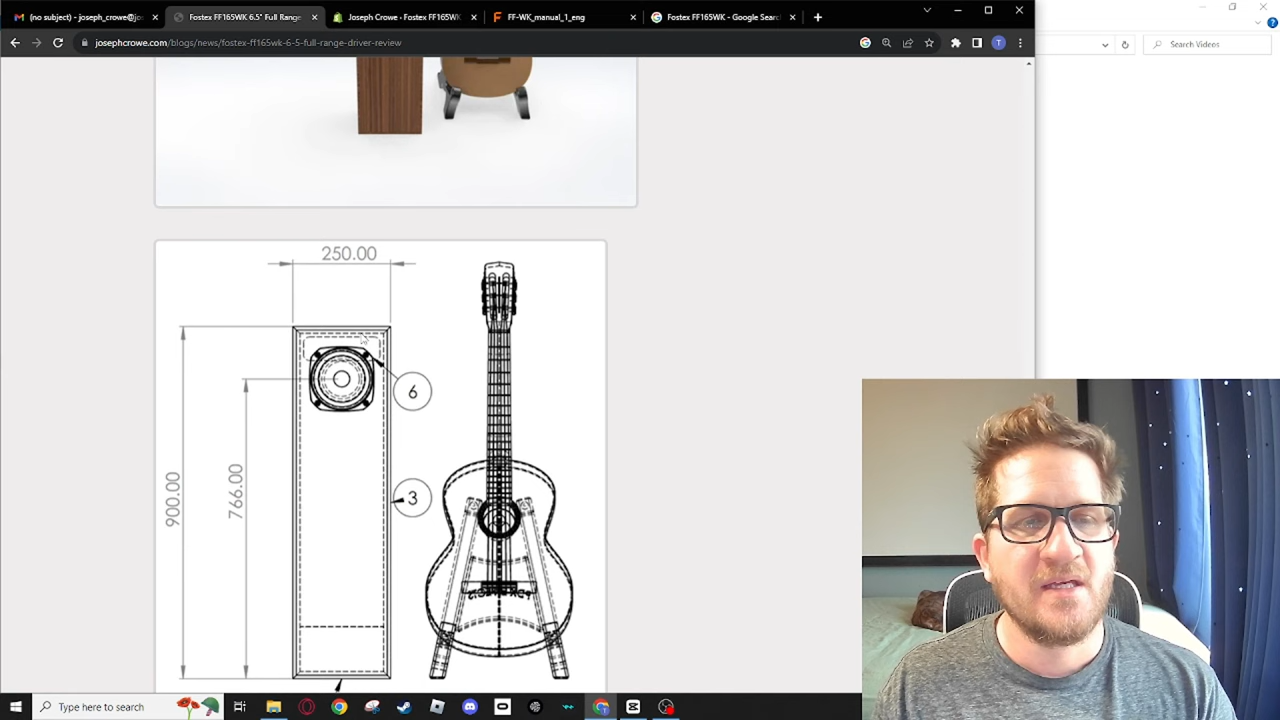 (no subject) - joseph_crowe@jo
Fostex FF165WK 6.5" Full Range
Joseph Crowe · Fostex FF165WK
FF-WK_manual_1_eng
Fostex FF165WK - Google Searc
josephcrowe.com/blogs/news/fostex-ff165wk-6-5-full-range-driver-review
T
Search Videos
250.00
6
3
900.00
766.00
Type here to search